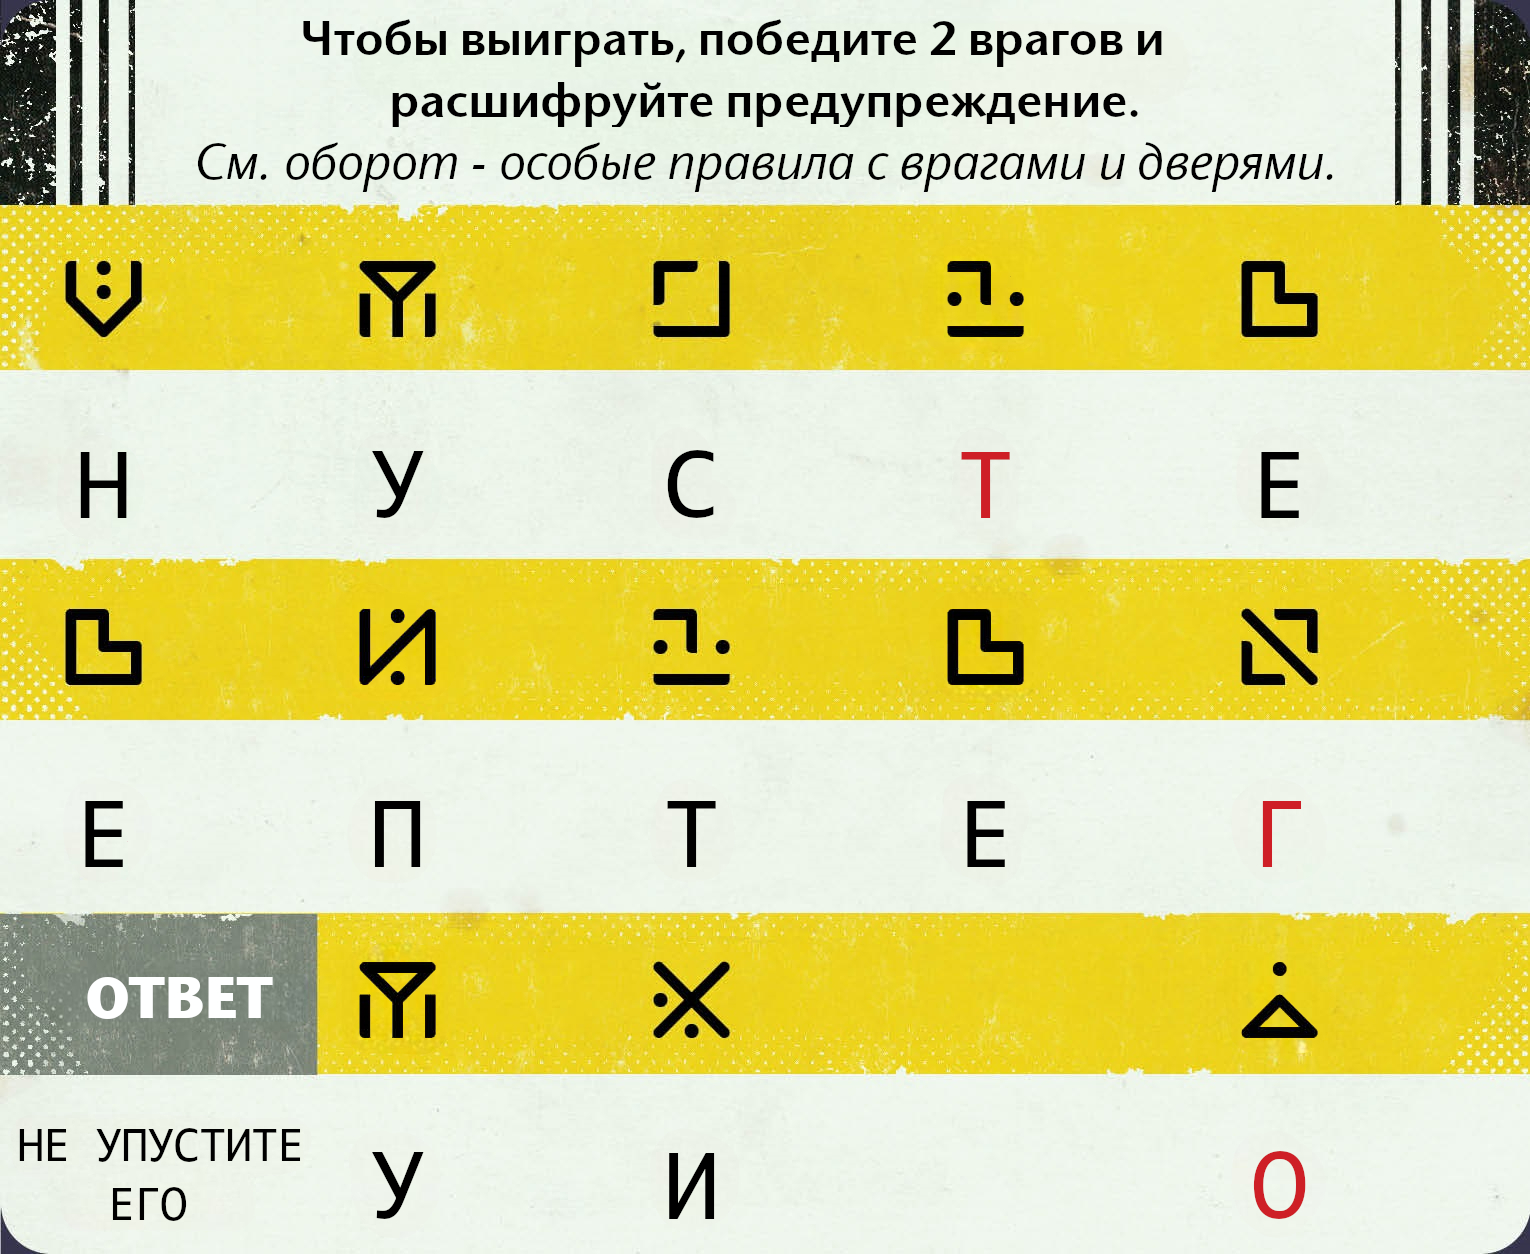 Чтобы выиграть, победите 2 врагов и
расшифруйте предупреждение.
См. оборот - особые правила с врагами и дверями.
Н У С Т Е
Е П Т Е Г
ОТВЕТ
НЕ УПУСТИТЕ
ЕГО
У И О